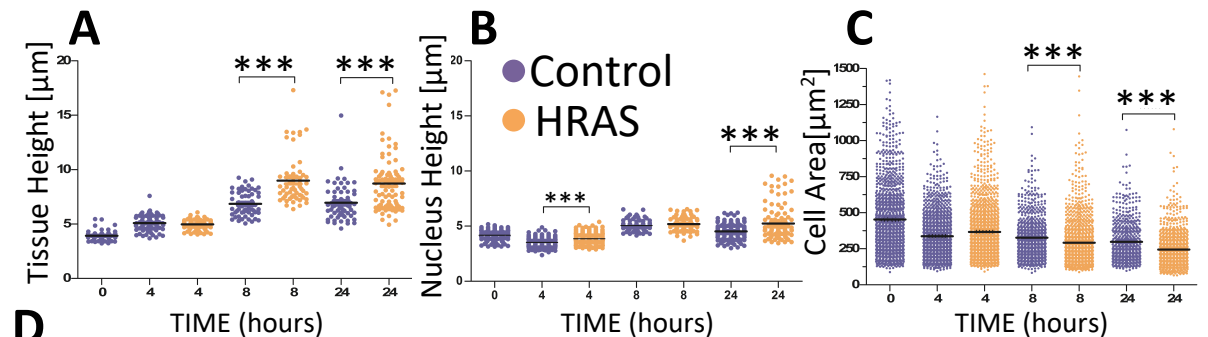 A
Tissue Height [µm]
20
15
10
5
0
***
***
0 4 4 8 8 24 24
TIME (hours)
B
Nucleus Height [µm]
20
15
10
5
0
Control
HRAS
***
***
0 4 4 8 8 24 24
TIME (hours)
C
Cell Area[µm²]
1500
1250
1000
750
500
250
0
***
***
0 4 4 8 8 24 24
TIME (hours)
D